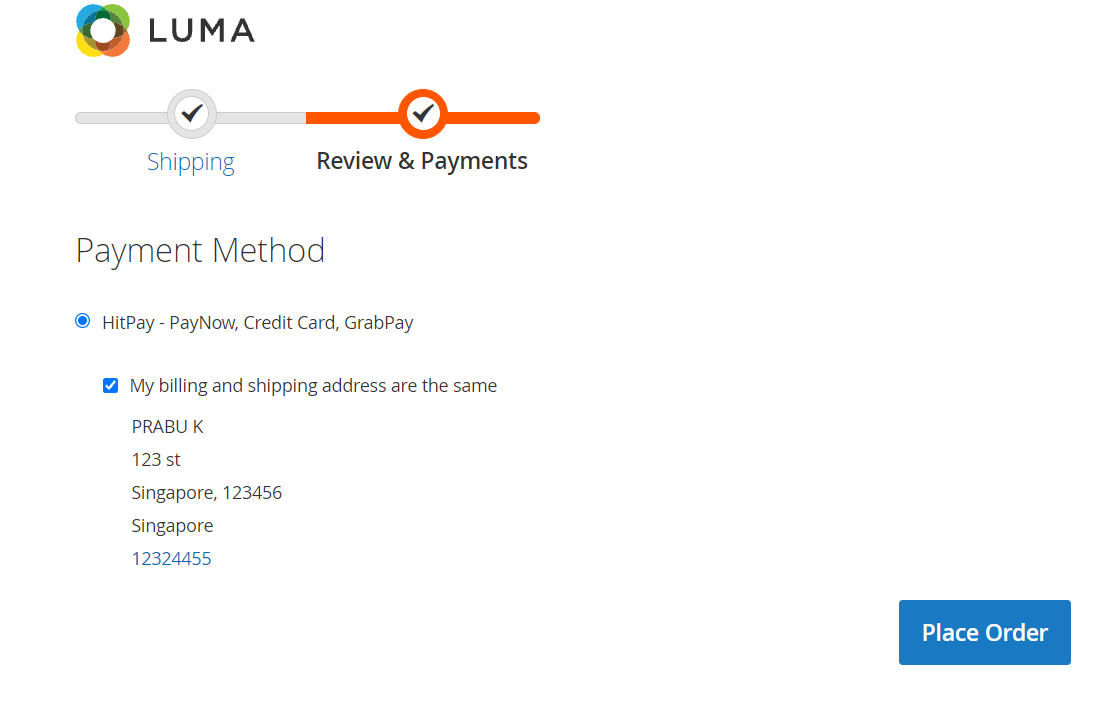 LUMA
Shipping
Review & Payments
Payment Method
HitPay - PayNow, Credit Card, GrabPay
My billing and shipping address are the same
PRABU K
123 st
Singapore, 123456
Singapore
12324455
Place Order